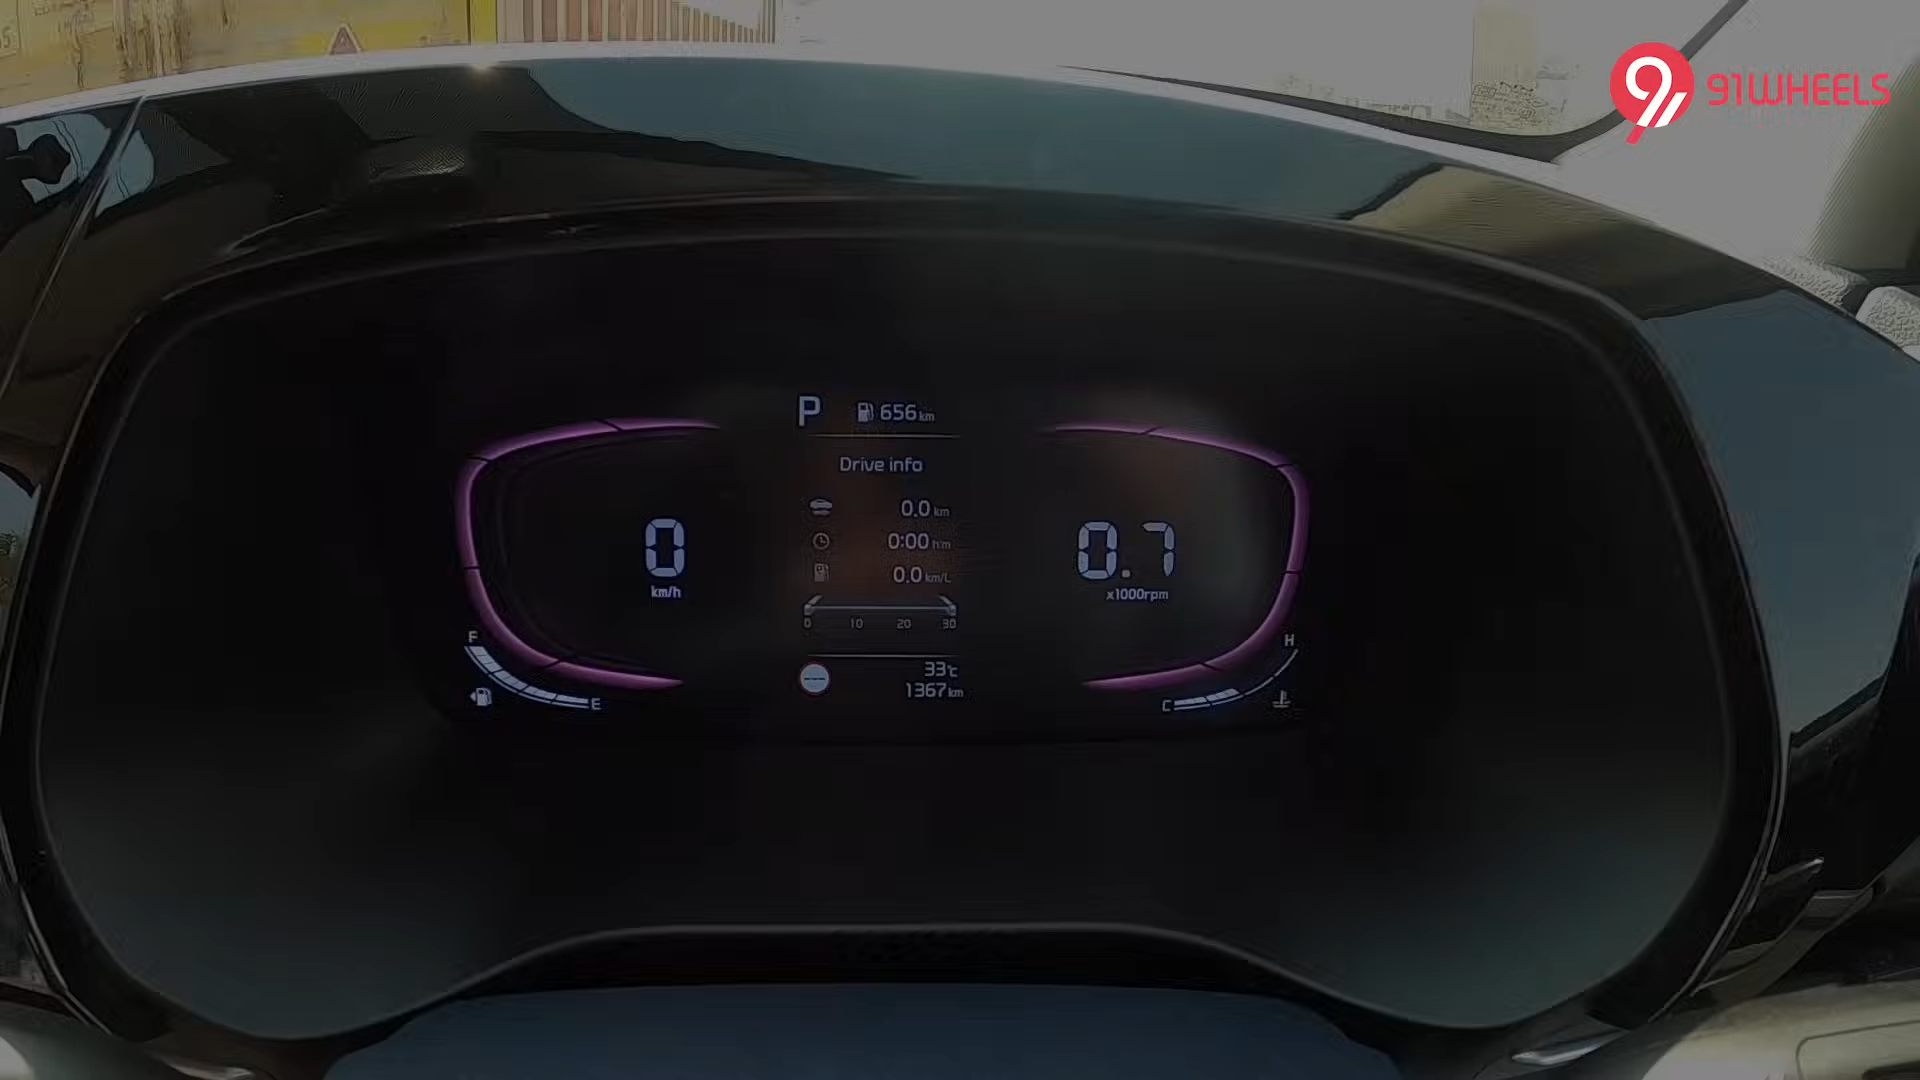 91WHEELS
P 656 km
Drive info
0.0 km
0:00 h:m
0.0 km/L
0 10 20 30
33°C
1367 km
0
km/h
0.7
x1000rpm
F
E
H
C